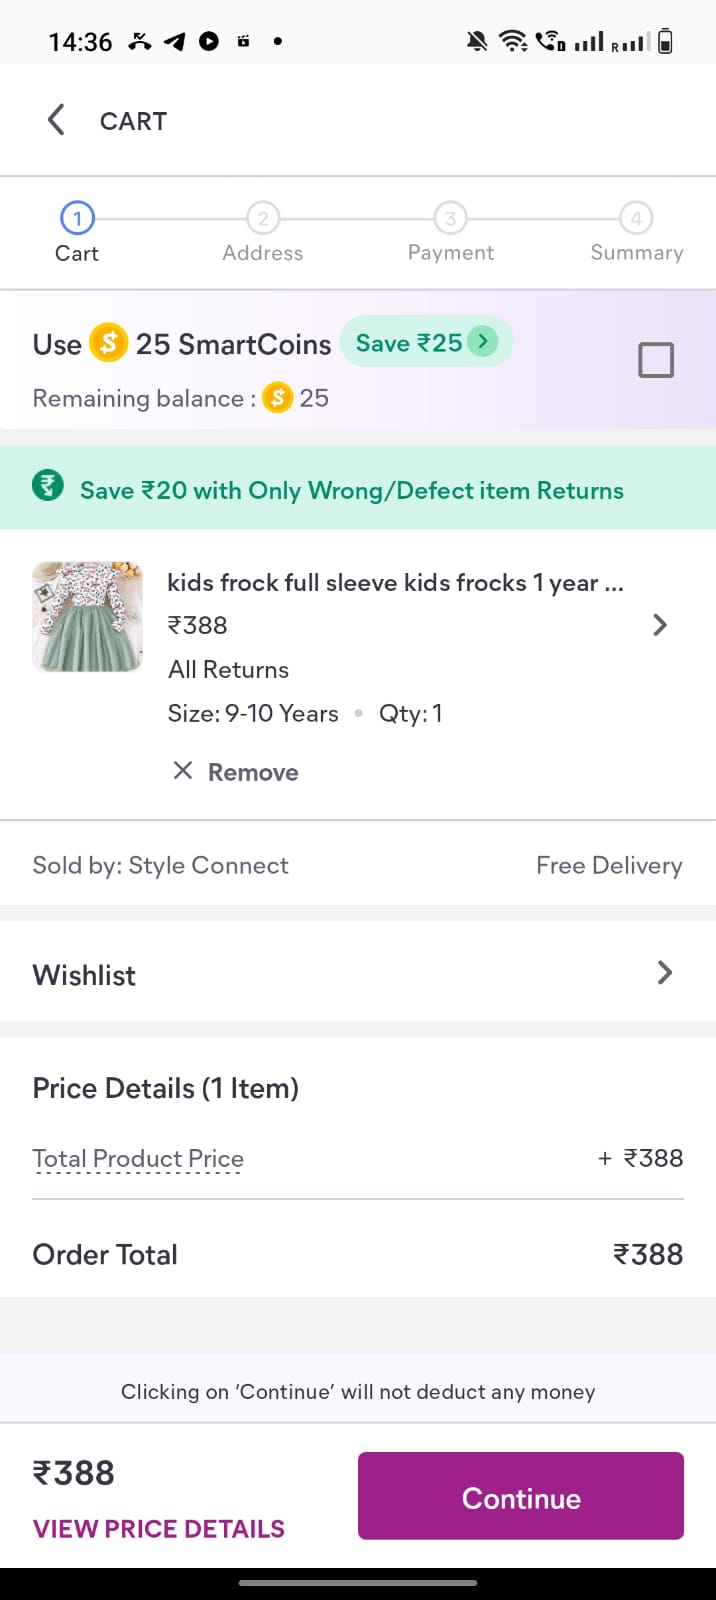 14:36
CART
1
2
3
4
Cart
Address
Payment
Summary
Use $ 25 SmartCoins
Save ₹25
Remaining balance : $ 25
Save ₹20 with Only Wrong/Defect item Returns
kids frock full sleeve kids frocks 1 year ...
₹388
All Returns
Size: 9-10 Years • Qty: 1
Remove
Sold by: Style Connect
Free Delivery
Wishlist
Price Details (1 Item)
Total Product Price
+ ₹388
Order Total
₹388
Clicking on ‘Continue’ will not deduct any money
₹388
VIEW PRICE DETAILS
Continue